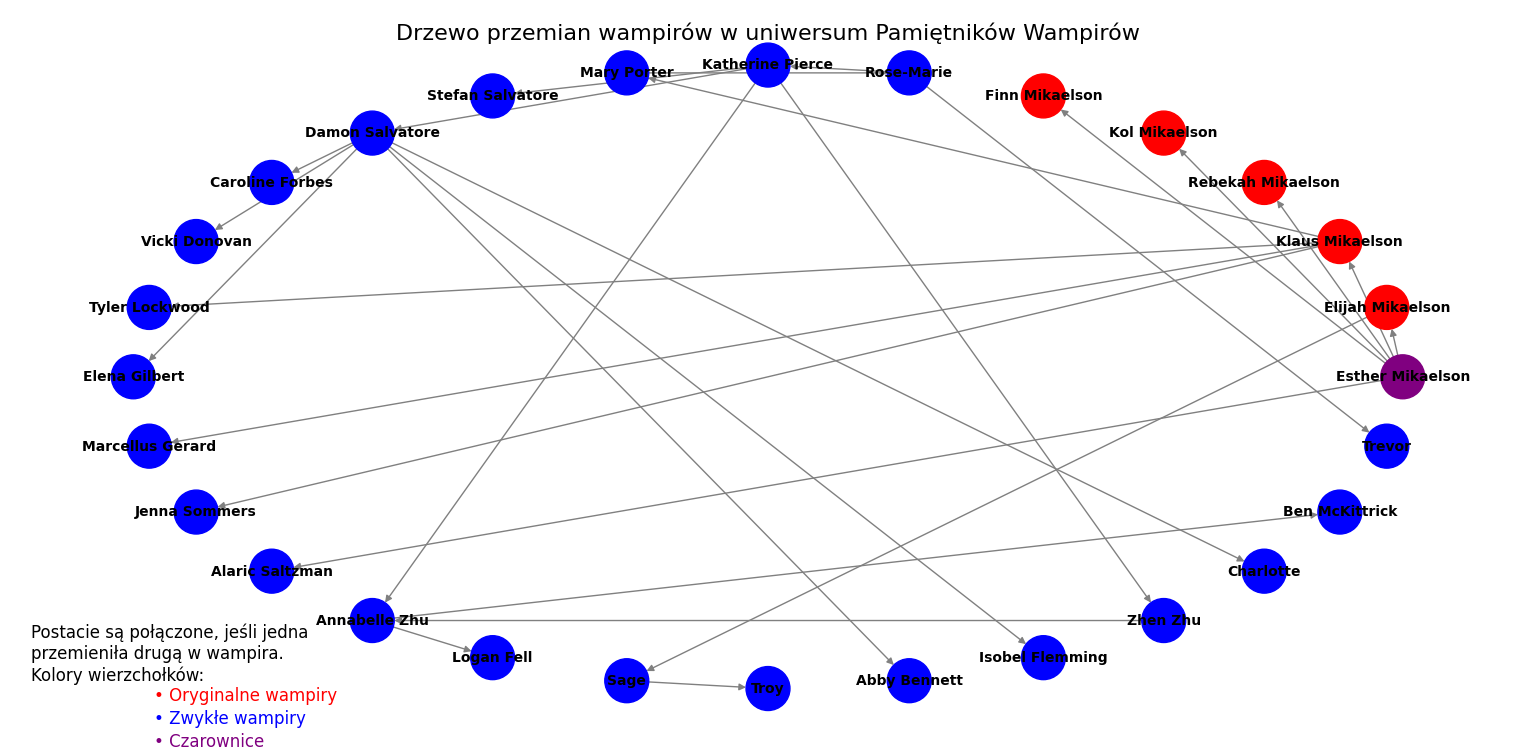 Drzewo przemian wampirów w uniwersum Pamiętników Wampirów
Katherine Pierce
Mary Porter
Rose-Marie
Stefan Salvatore
Finn Mikaelson
Damon Salvatore
Kol Mikaelson
Caroline Forbes
Rebekah Mikaelson
Vicki Donovan
Klaus Mikaelson
Tyler Lockwood
Elijah Mikaelson
Elena Gilbert
Esther Mikaelson
Marcellus Gerard
Trevor
Jenna Sommers
Ben McKittrick
Alaric Saltzman
Charlotte
Annabelle Zhu
Zhen Zhu
Logan Fell
Isobel Flemming
Sage
Abby Bennett
Troy
Postacie są połączone, jeśli jedna
przemieniła drugą w wampira.
Kolory wierzchołków:
• Oryginalne wampiry
• Zwykłe wampiry
• Czarownice